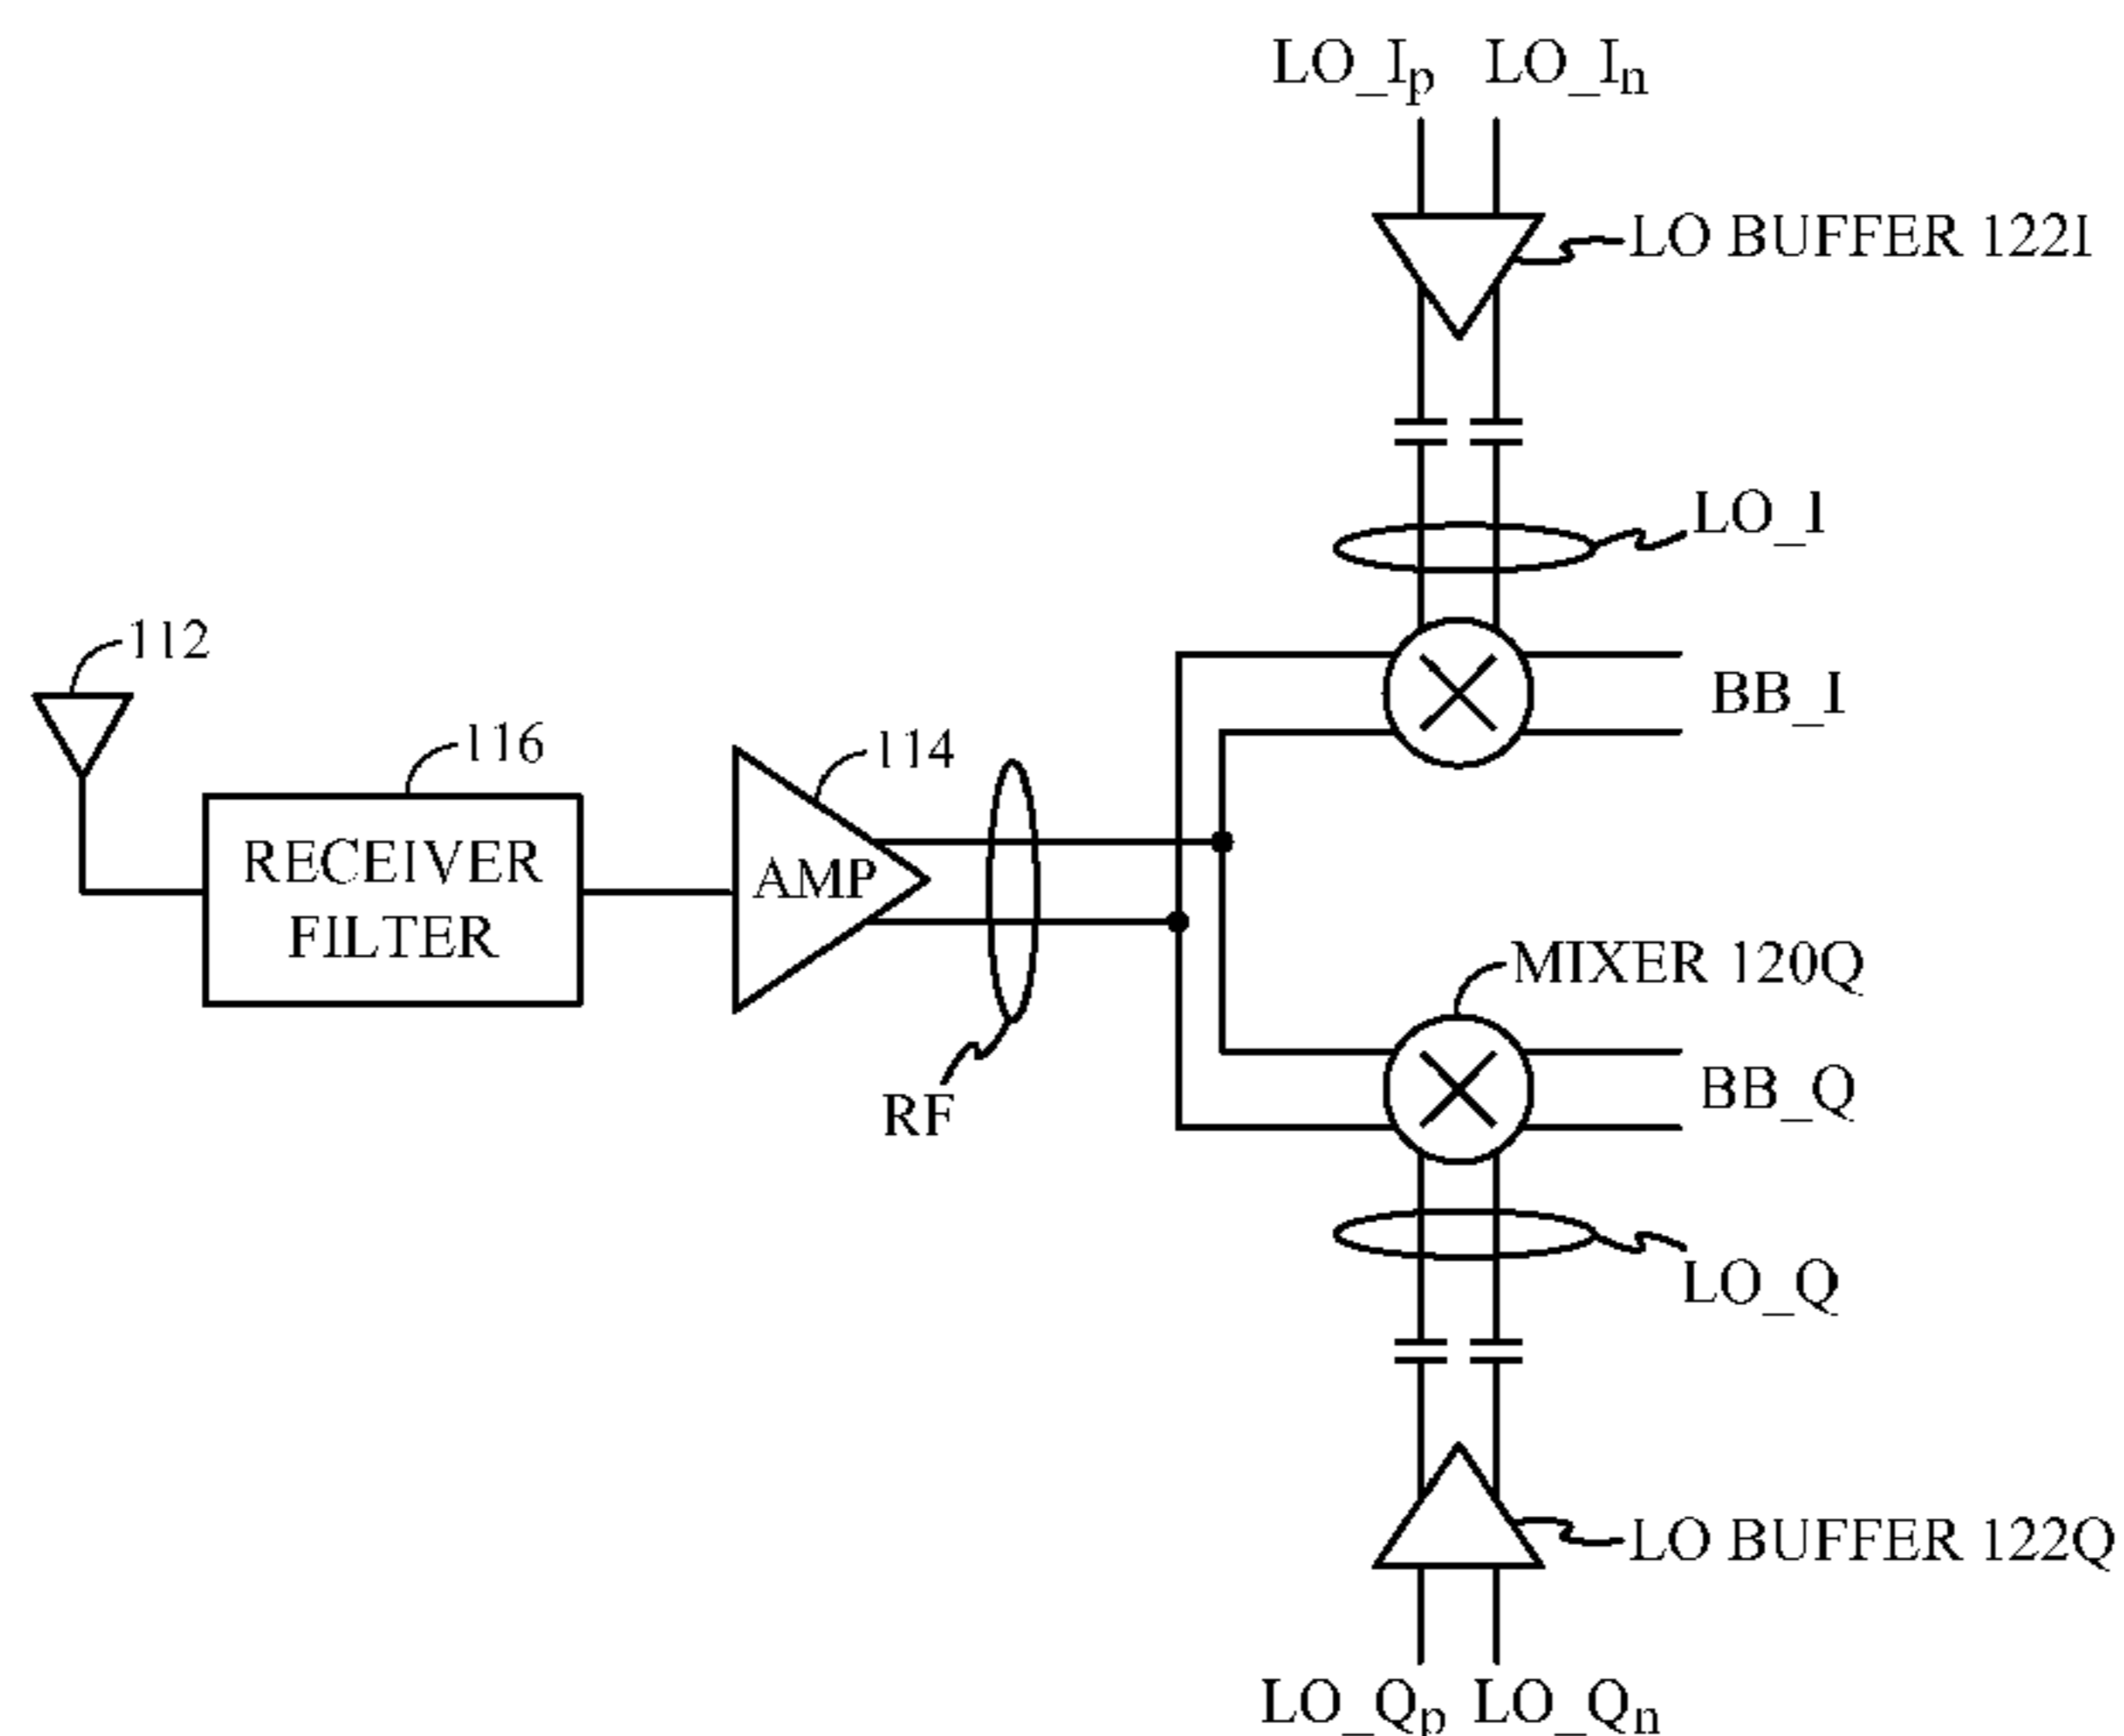 LO_Ip LO_In
LO BUFFER 122I
LO_I
112
BB_I
116
114
RECEIVER
FILTER
AMP
MIXER 120Q
RF
BB_Q
LO_Q
LO BUFFER 122Q
LO_Qp LO_Qn